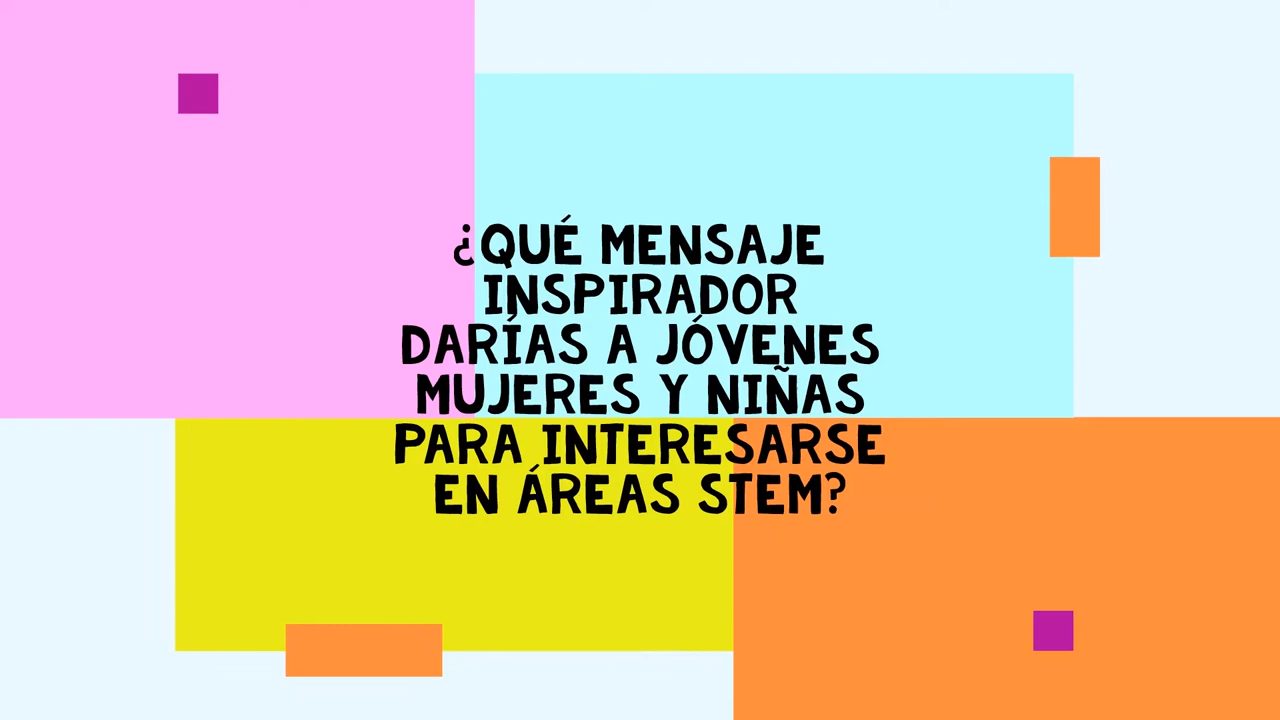 ¿QUÉ MENSAJE
INSPIRADOR
DARÍAS A JÓVENES
MUJERES Y NIÑAS
PARA INTERESARSE
EN ÁREAS STEM?